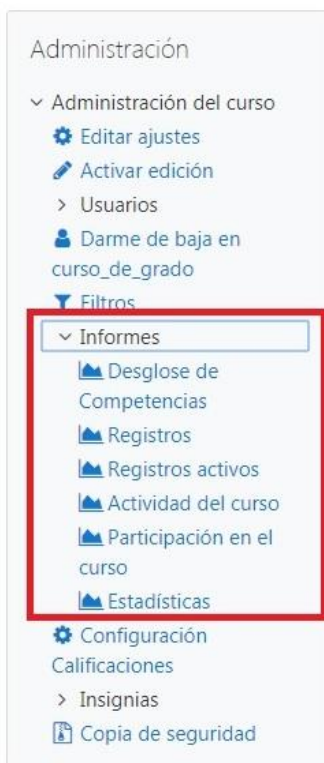 Administración
Administración del curso
Editar ajustes
Activar edición
Usuarios
Darme de baja en
curso_de_grado
Filtros
Informes
Desglose de
Competencias
Registros
Registros activos
Actividad del curso
Participación en el
curso
Estadísticas
Configuración
Calificaciones
Insignias
Copia de seguridad